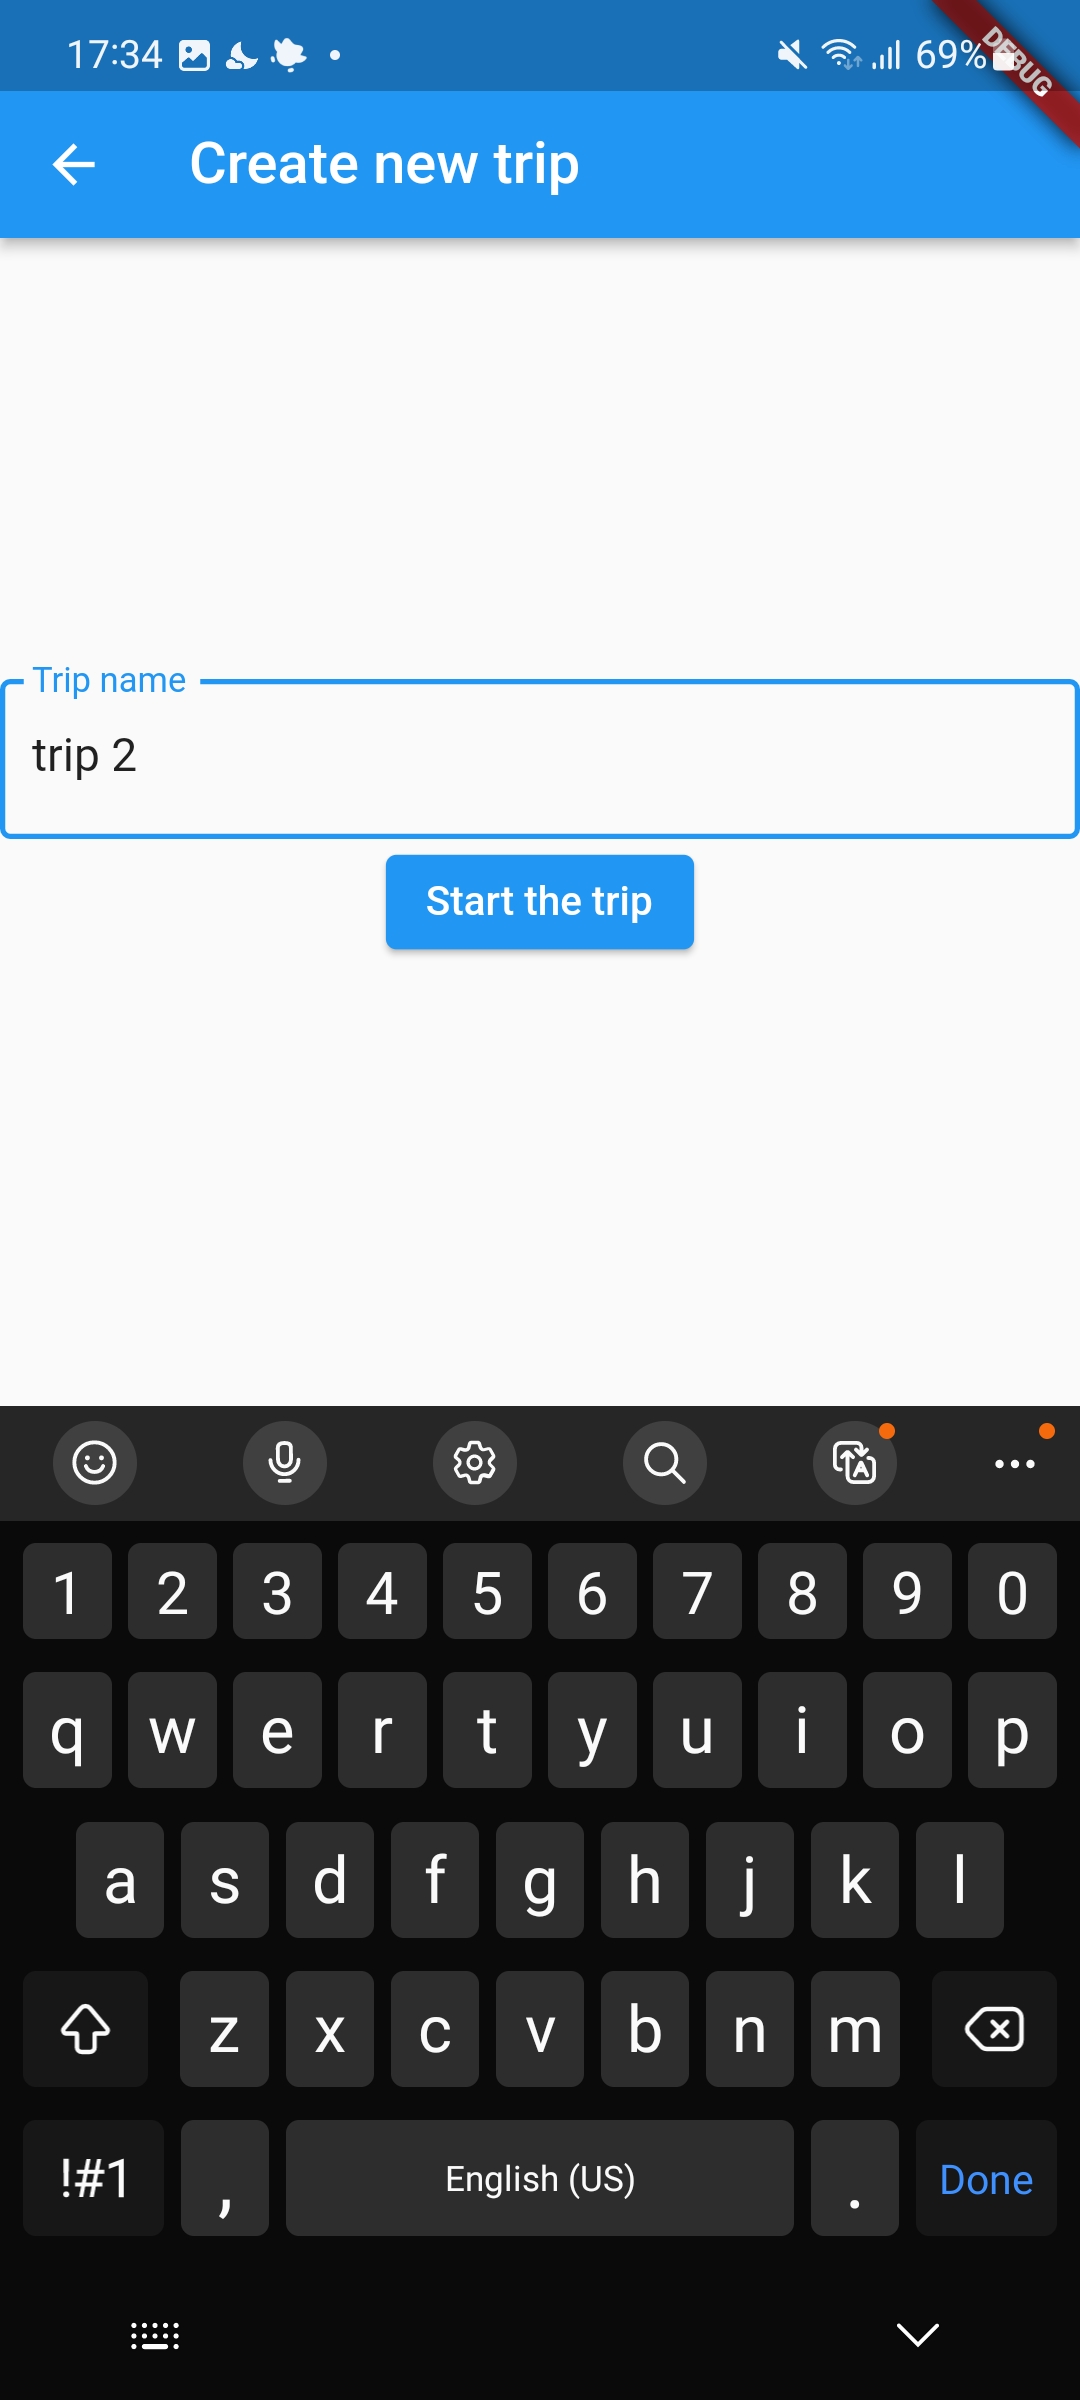 17:34 69%
DEBUG
Create new trip
Trip name
trip 2
Start the trip
A
1 2 3 4 5 6 7 8 9 0
q w e r t y u i o p
a s d f g h j k l
z x c v b n m
!#1 , English (US) . Done